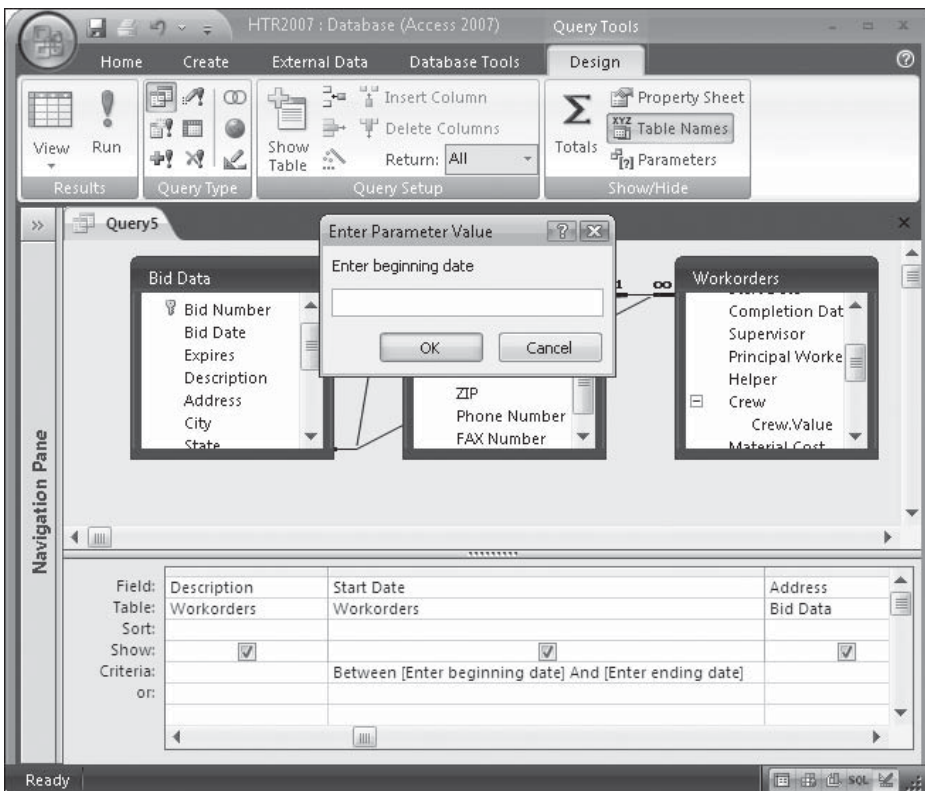 HTR2007 : Database (Access 2007)
Query Tools
Home
Create
External Data
Database Tools
Design
View
Run
Show Table
Insert Column
Delete Columns
Return: All
Totals
Property Sheet
XYZ
Table Names
[?] Parameters
Results
Query Type
Query Setup
Show/Hide
»
Query5
Navigation Pane
Bid Data
Bid Number
Bid Date
Expires
Description
Address
City
State
Enter Parameter Value
Enter beginning date
OK
Cancel
ZIP
Phone Number
FAX Number
1
∞
Workorders
Completion Dat
Supervisor
Principal Worke
Helper
Crew
Crew.Value
Material Cost
Field: Description Start Date Address
Table: Workorders Workorders Bid Data
Sort:
Show:
Criteria: Between [Enter beginning date] And [Enter ending date]
or:
Ready
SQL